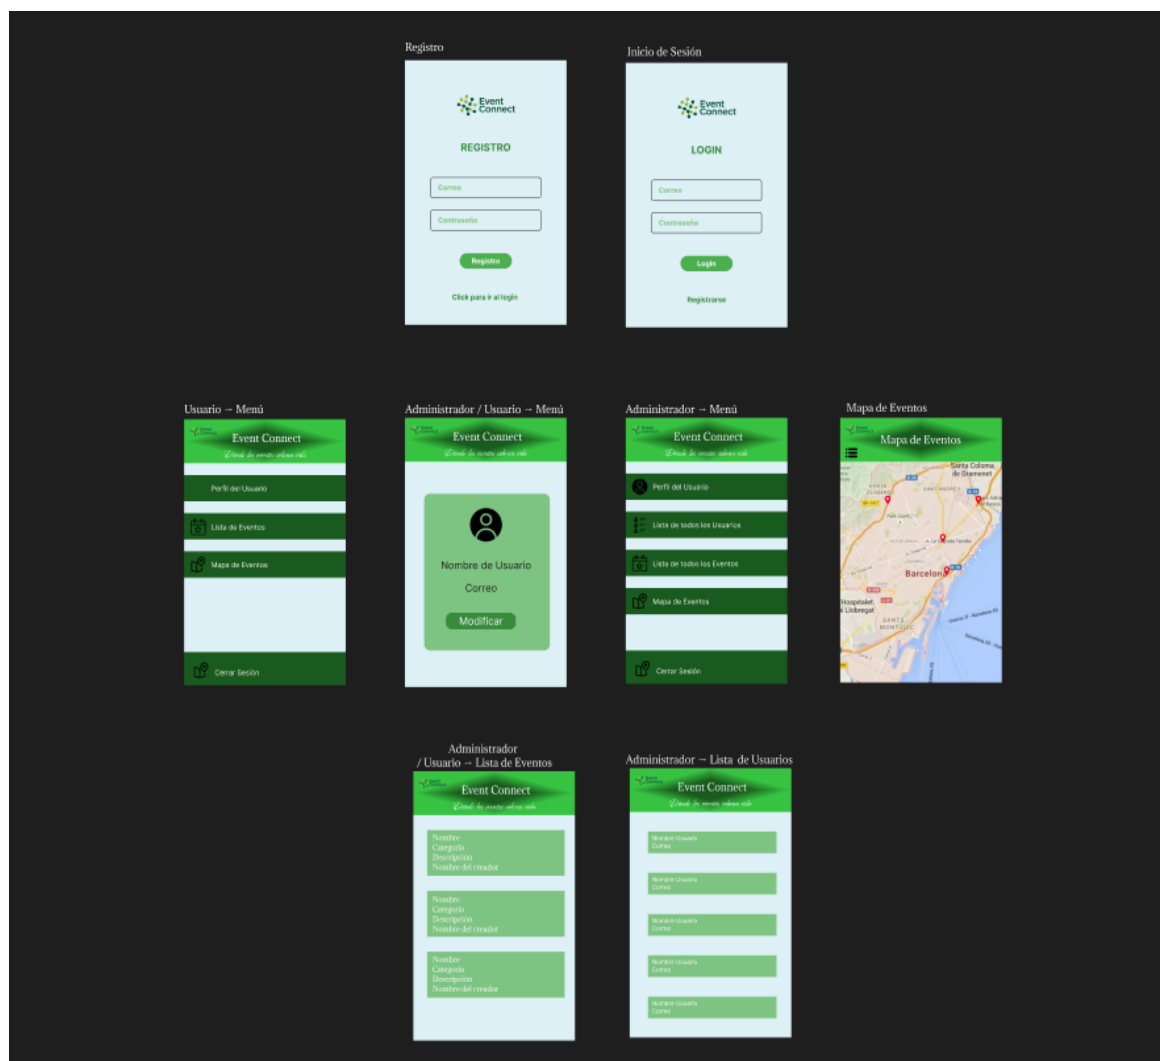 Registro
Event
Connect
REGISTRO
Correo
Contraseña
Registro
Click para ir al login
Inicio de Sesión
Event
Connect
LOGIN
Correo
Contraseña
Login
Registrarse
Usuario → Menú
Event Connect
Perfil del Usuario
Lista de Eventos
Mapa de Eventos
Cerrar Sesión
Administrador / Usuario → Menú
Event Connect
Nombre de Usuario
Correo
Modificar
Administrador → Menú
Event Connect
Perfil del Usuario
Lista de todos los Usuarios
Lista de todos los Eventos
Mapa de Eventos
Cerrar Sesión
Mapa de Eventos
Mapa de Eventos
Santa Coloma
de Gramenet
SANT ANDREU
Barcelona
Hospitalet
Llobregat
SANTS
MONTJUÏC
Administrador
/ Usuario → Lista de Eventos
Event Connect
Nombre
Categoría
Descripción
Nombre del creador
Nombre
Categoría
Descripción
Nombre del creador
Nombre
Categoría
Descripción
Nombre del creador
Administrador → Lista de Usuarios
Event Connect
Nombre Usuario
Correo
Nombre Usuario
Correo
Nombre Usuario
Correo
Nombre Usuario
Correo
Nombre Usuario
Correo